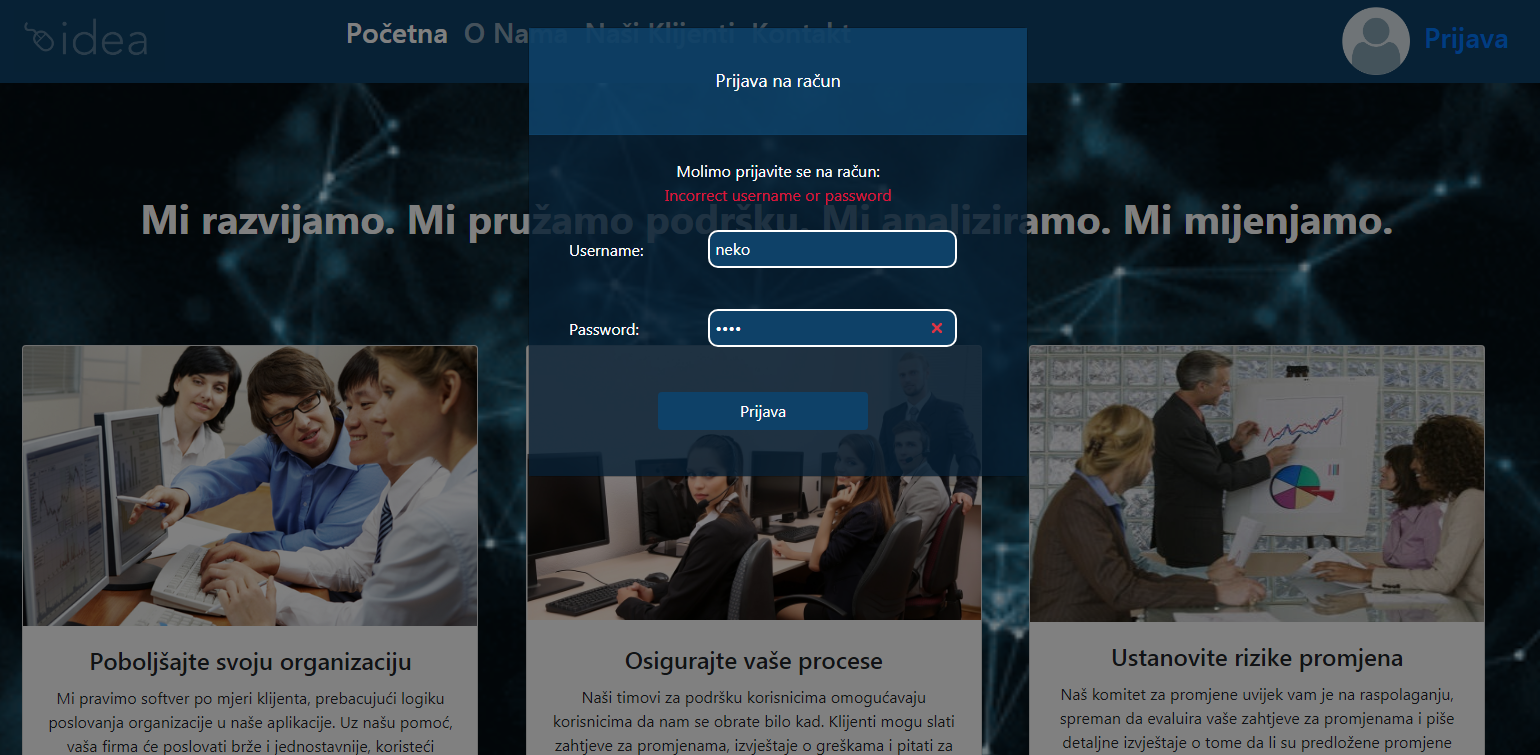 idea
Početna O Nama Naši Klijenti Kontakt
Prijava
Prijava na račun
Molimo prijavite se na račun:
Incorrect username or password
Mi razvijamo. Mi pružamo podršku. Mi analiziramo. Mi mijenjamo.
Username: neko
Password: ••••
Prijava
Poboljšajte svoju organizaciju
Mi pravimo softver po mjeri klijenta, prebacujući logiku
poslovanja organizacije u naše aplikacije. Uz našu pomoć,
vaša firma će poslovati brže i jednostavnije, koristeći
Osigurajte vaše procese
Naši timovi za podršku korisnicima omogućavaju
korisnicima da nam se obrate bilo kad. Klijenti mogu slati
zahtjeve za promjenama, izvještaje o greškama i pitati za
Ustanovite rizike promjena
Naš komitet za promjene uvijek vam je na raspolaganju,
spreman da evaluira vaše zahtjeve za promjenama i piše
detaljne izvještaje o tome da li su predložene promjene